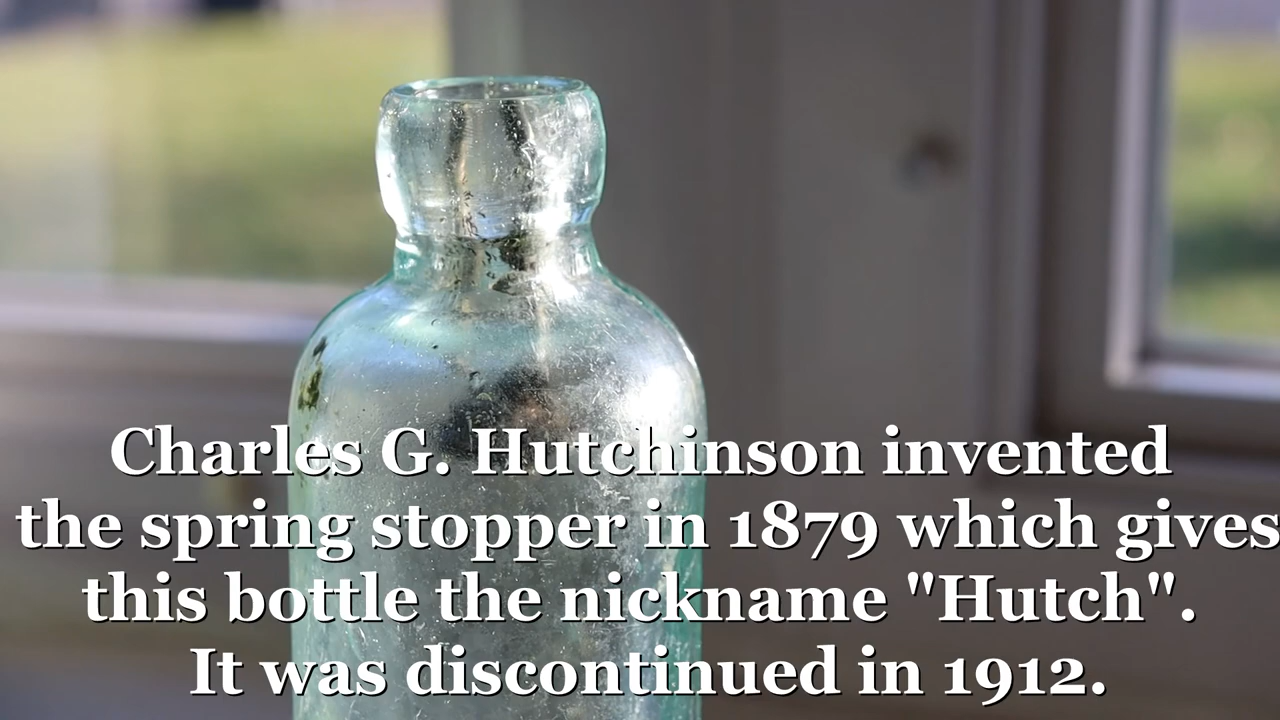 Charles G. Hutchinson invented
the spring stopper in 1879 which gives
this bottle the nickname "Hutch".
It was discontinued in 1912.